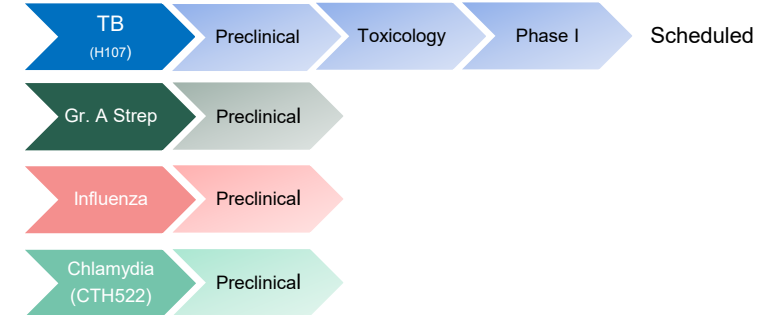 TB
(H107)
Preclinical
Toxicology
Phase I
Scheduled
Gr. A Strep
Preclinical
Influenza
Preclinical
Chlamydia
(CTH522)
Preclinical